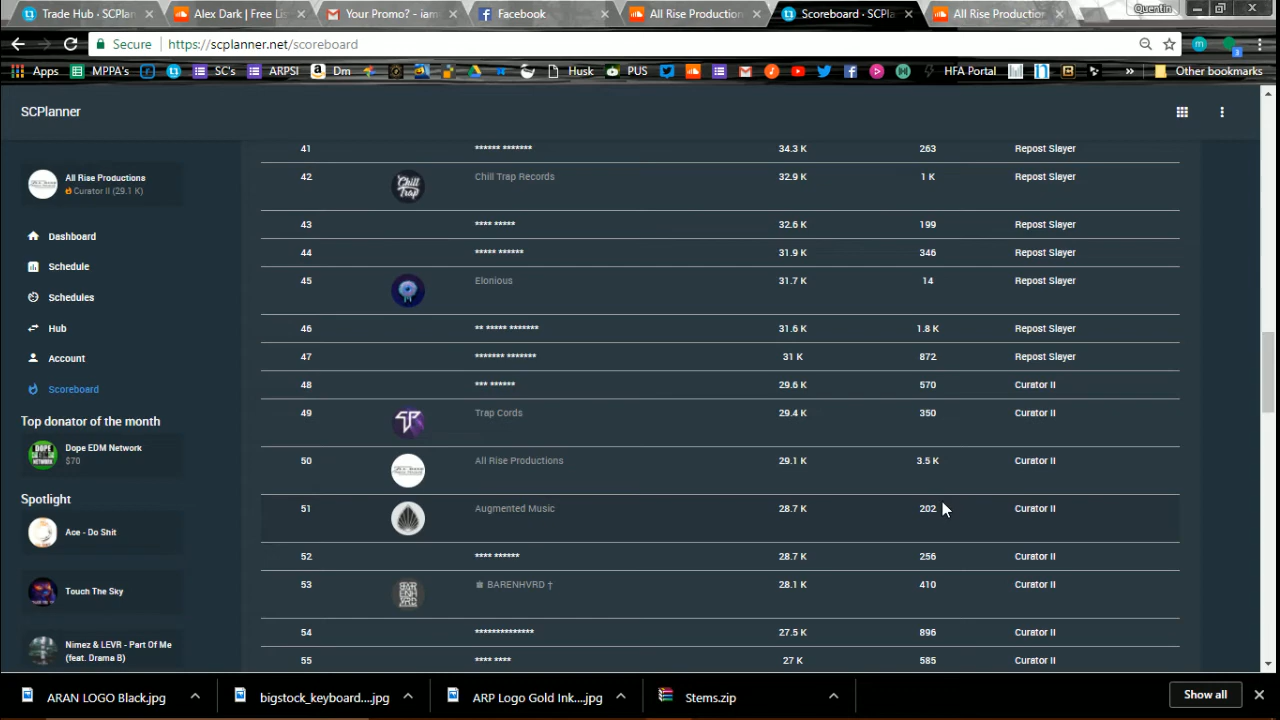 Trade Hub - SCPl
Alex Dark | Free Lis
Your Promo? - iam
Facebook
All Rise Production
Scoreboard · SCPla
All Rise Production
Quentin
Secure
https://scplanner.net/scoreboard
Apps
MPPA's
SC's
ARPSI
Dm
Husk
PUS
HFA Portal
Other bookmarks
SCPlanner
All Rise Productions
Curator II (29.1 K)
Dashboard
Schedule
Schedules
Hub
Account
Scoreboard
Top donator of the month
Dope EDM Network
$70
Spotlight
Ace - Do Shit
Touch The Sky
Nimez & LEVR - Part Of Me
(feat. Drama B)
41 ****** ******* 34.3 K 263 Repost Slayer
42 Chill Trap Records 32.9 K 1 K Repost Slayer
43 **** ***** 32.6 K 199 Repost Slayer
44 ***** ****** 31.9 K 346 Repost Slayer
45 Elonious 31.7 K 14 Repost Slayer
46 ** ***** ******* 31.6 K 1.8 K Repost Slayer
47 ******* ******* 31 K 872 Repost Slayer
48 *** ****** 29.6 K 570 Curator II
49 Trap Cords 29.4 K 350 Curator II
50 All Rise Productions 29.1 K 3.5 K Curator II
51 Augmented Music 28.7 K 202 Curator II
52 **** ****** 28.7 K 256 Curator II
53 BARENHVRD † 28.1 K 410 Curator II
54 ************** 27.5 K 896 Curator II
55 **** **** 27 K 585 Curator II
ARAN LOGO Black.jpg
bigstock_keyboard....jpg
ARP Logo Gold Ink....jpg
Stems.zip
Show all